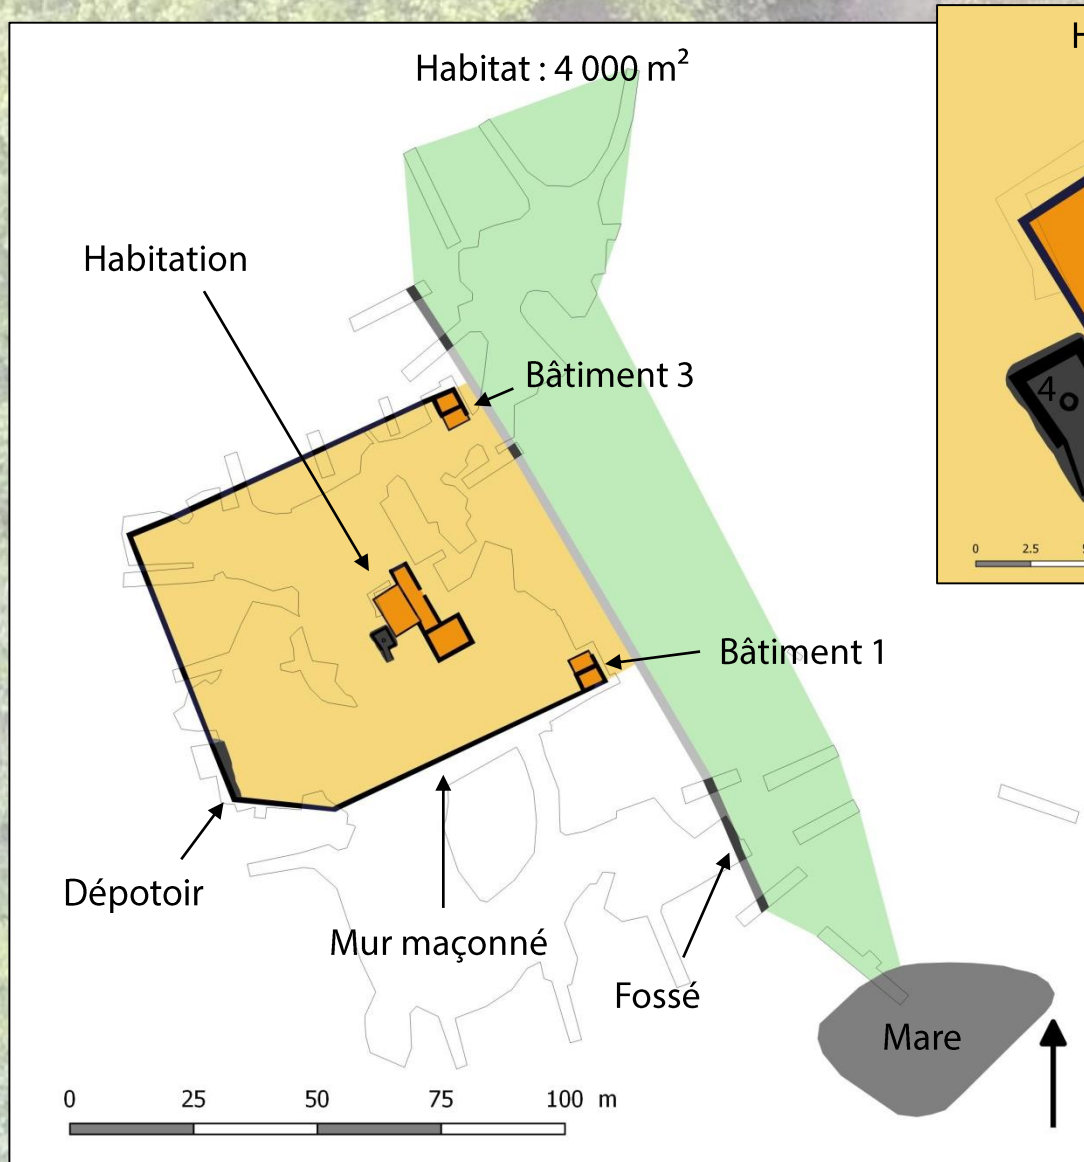 Habitat : 4 000 m²
H
Habitation
Bâtiment 3
4
0 2.5
Bâtiment 1
Dépotoir
Mur maçonné
Fossé
Mare
0 25 50 75 100 m